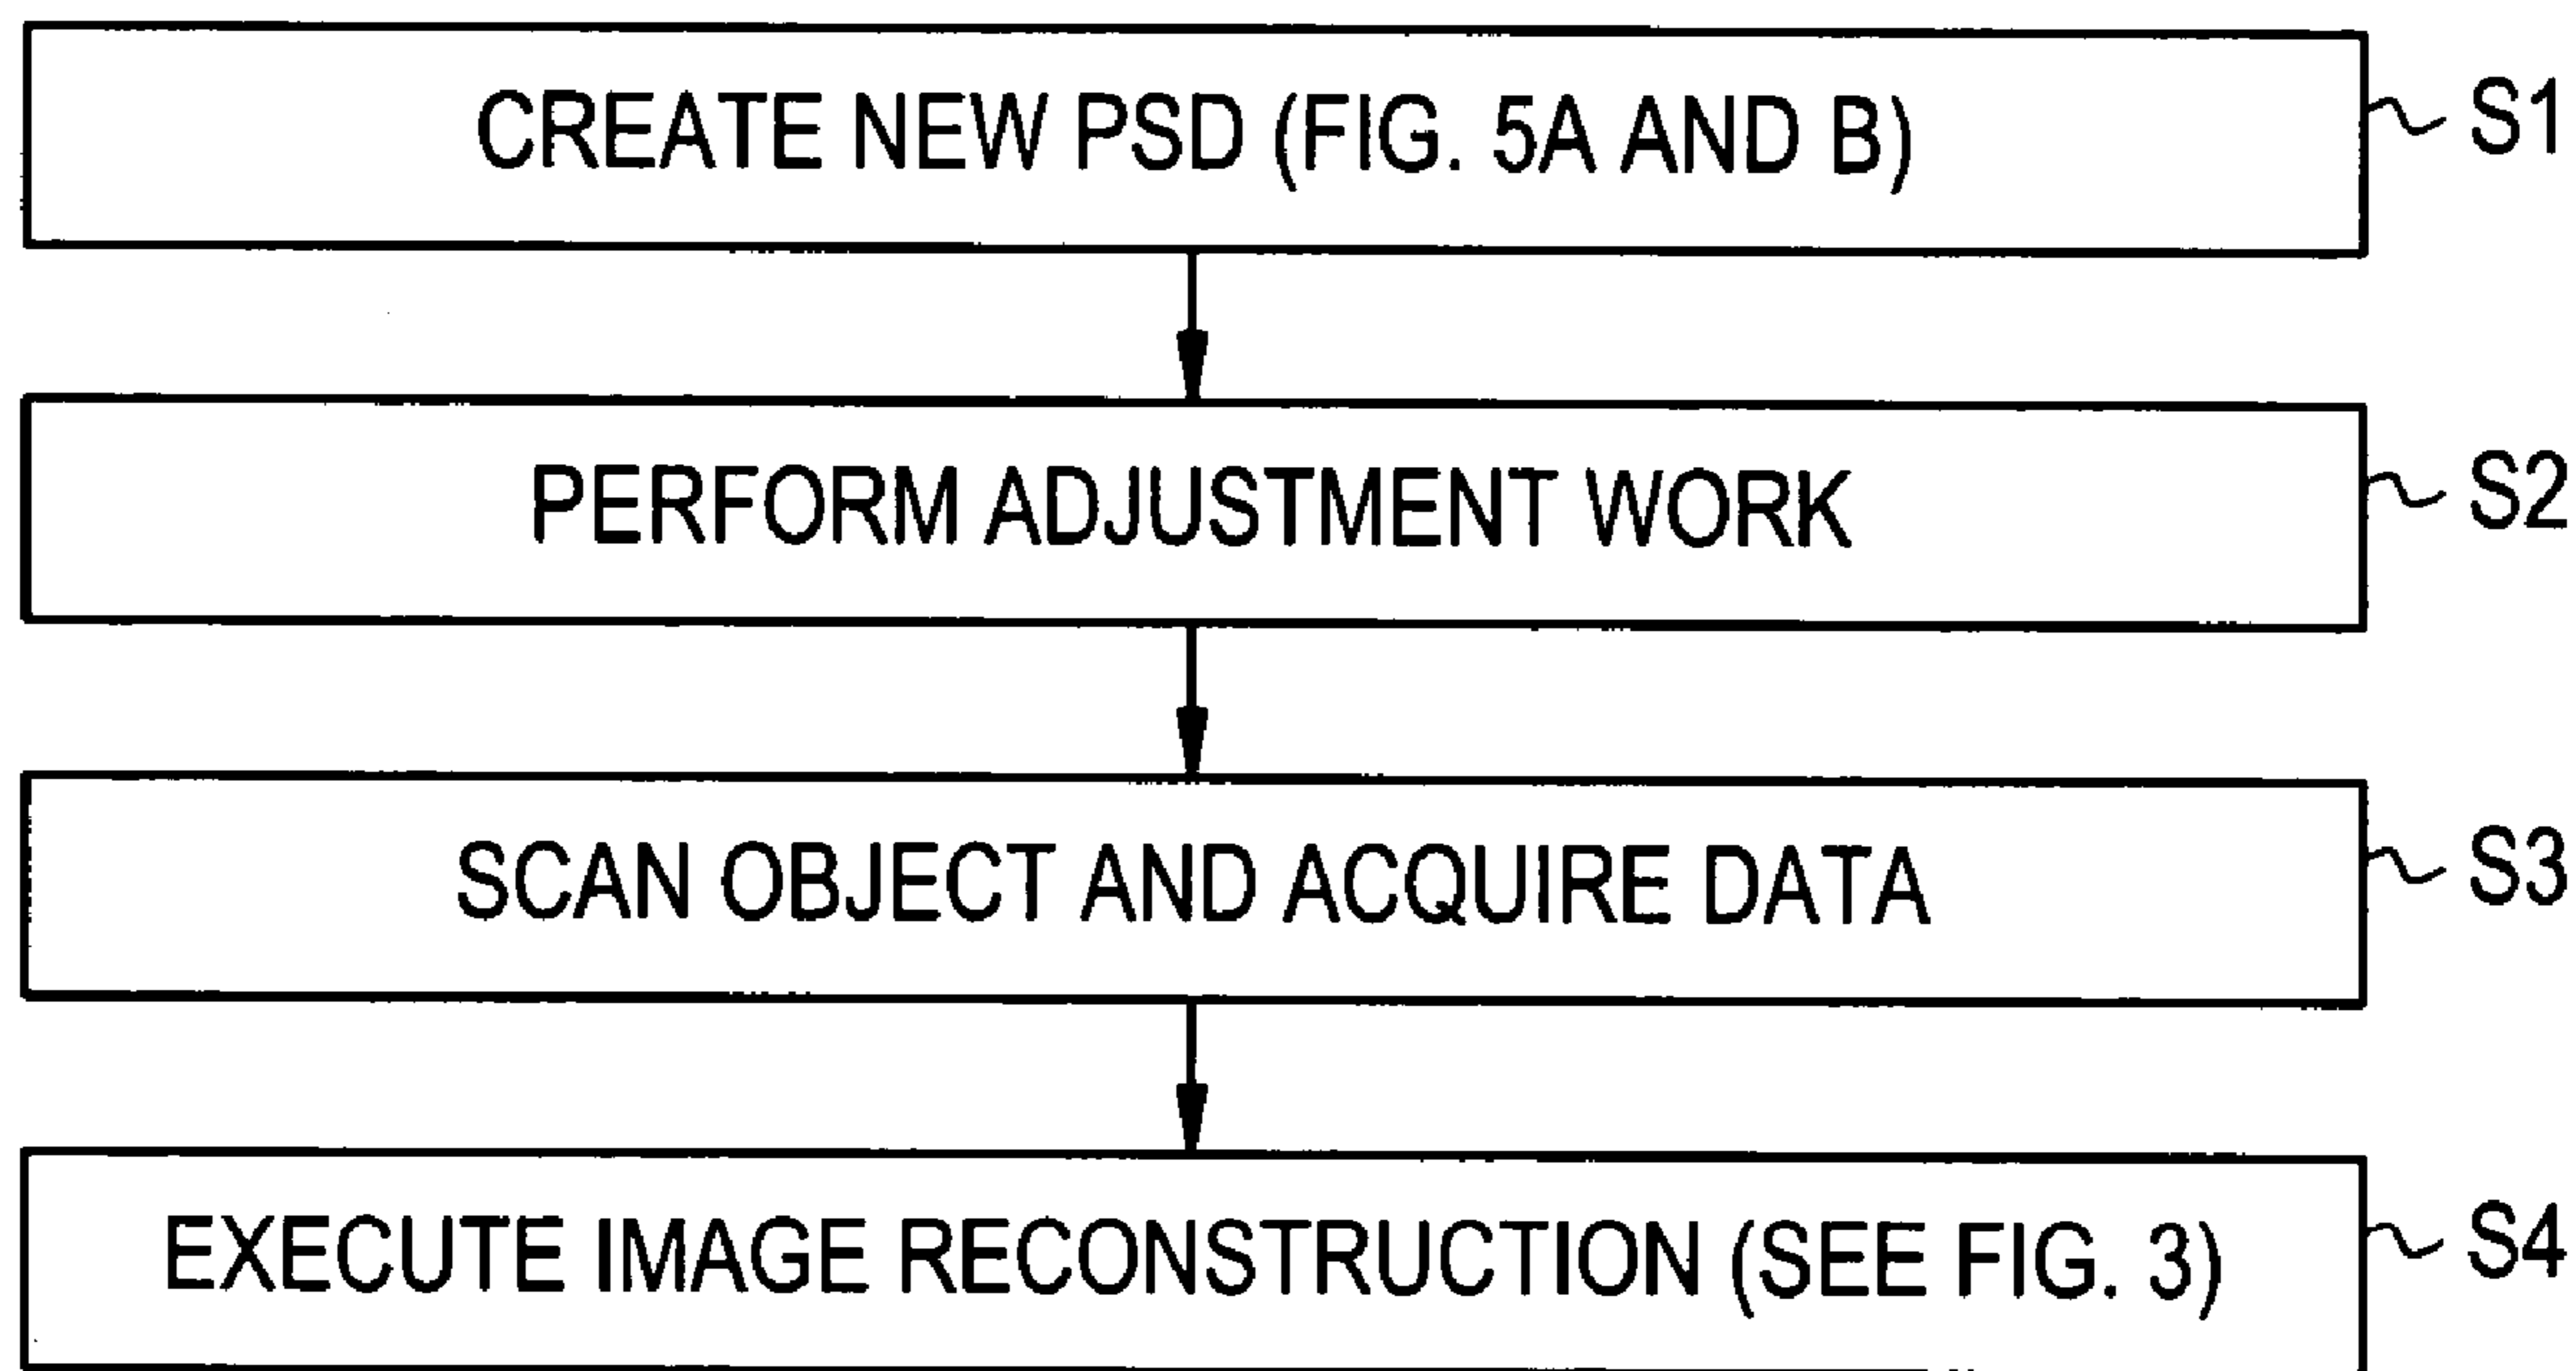 CREATE NEW PSD (FIG. 5A AND B) S1
PERFORM ADJUSTMENT WORK S2
SCAN OBJECT AND ACQUIRE DATA S3
EXECUTE IMAGE RECONSTRUCTION (SEE FIG. 3) S4